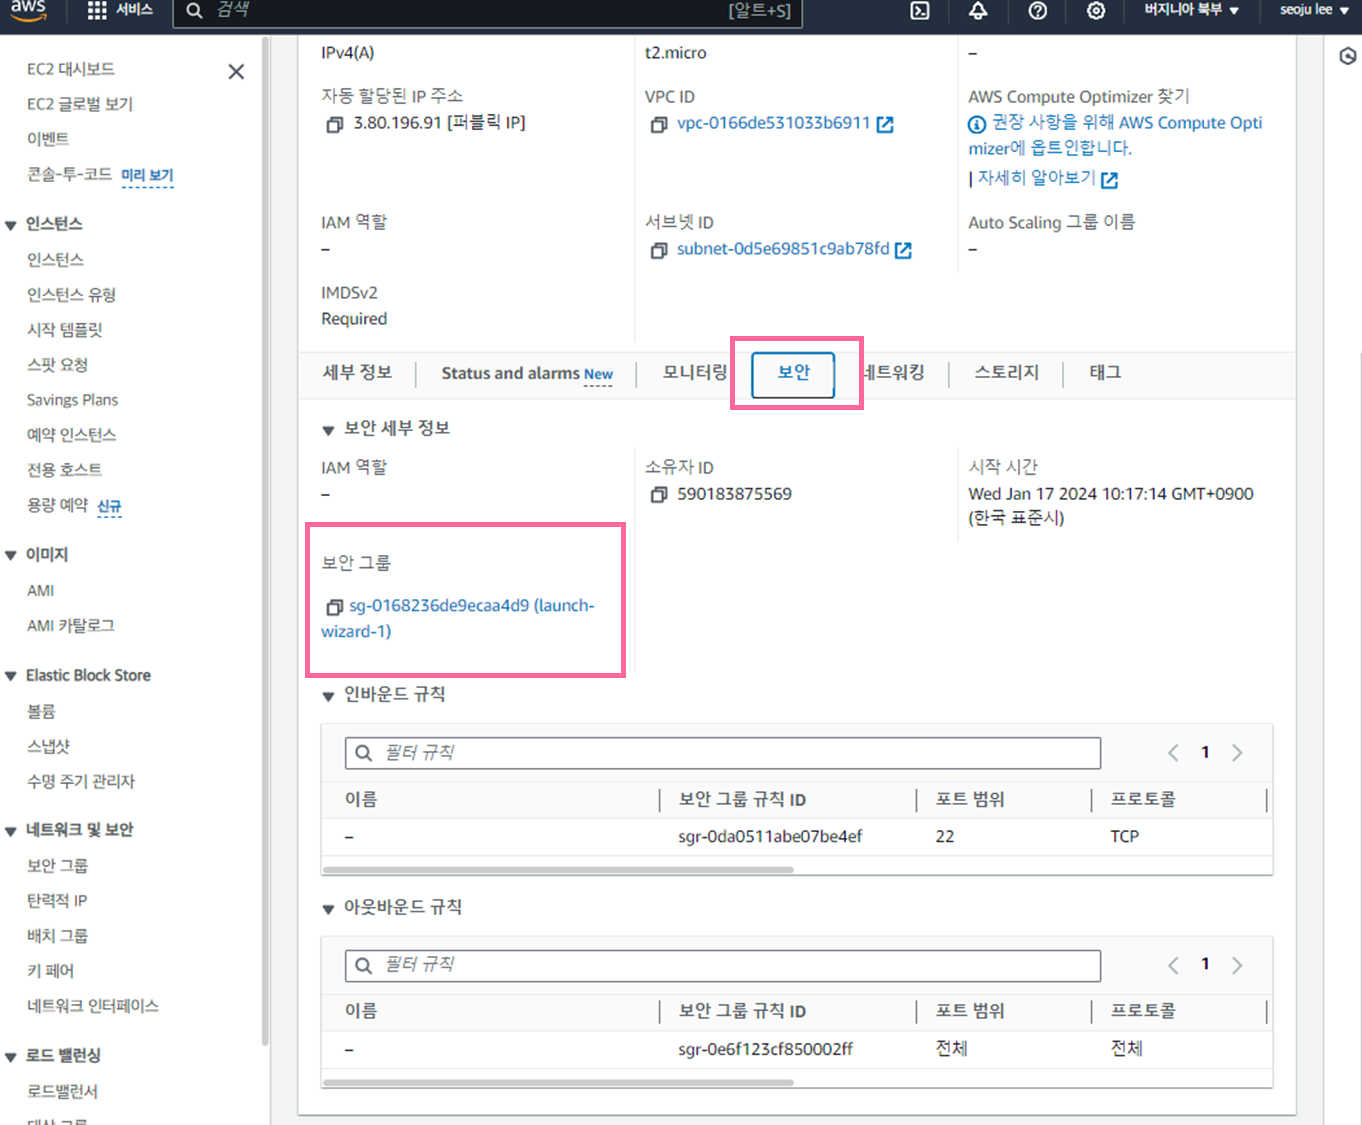 aws
서비스
검색
[알트+S]
버지니아 북부
seoju lee
EC2 대시보드
EC2 글로벌 보기
이벤트
콘솔-투-코드 미리 보기
인스턴스
인스턴스
인스턴스 유형
시작 템플릿
스팟 요청
Savings Plans
예약 인스턴스
전용 호스트
용량 예약 신규
이미지
AMI
AMI 카탈로그
Elastic Block Store
볼륨
스냅샷
수명 주기 관리자
네트워크 및 보안
보안 그룹
탄력적 IP
배치 그룹
키 페어
네트워크 인터페이스
로드 밸런싱
로드밸런서
IPv4(A)
t2.micro
–
자동 할당된 IP 주소
3.80.196.91 [퍼블릭 IP]
VPC ID
vpc-0166de531033b6911
AWS Compute Optimizer 찾기
권장 사항을 위해 AWS Compute Opti
mizer에 옵트인합니다.
| 자세히 알아보기
IAM 역할
–
서브넷 ID
subnet-0d5e69851c9ab78fd
Auto Scaling 그룹 이름
–
IMDSv2
Required
세부 정보
Status and alarms New
모니터링
보안
네트워킹
스토리지
태그
보안 세부 정보
IAM 역할
–
소유자 ID
590183875569
시작 시간
Wed Jan 17 2024 10:17:14 GMT+0900
(한국 표준시)
보안 그룹
sg-0168236de9ecaa4d9 (launch-
wizard-1)
인바운드 규칙
필터 규칙
1
이름 보안 그룹 규칙 ID 포트 범위 프로토콜
– sgr-0da0511abe07be4ef 22 TCP
아웃바운드 규칙
필터 규칙
1
이름 보안 그룹 규칙 ID 포트 범위 프로토콜
– sgr-0e6f123cf850002ff 전체 전체